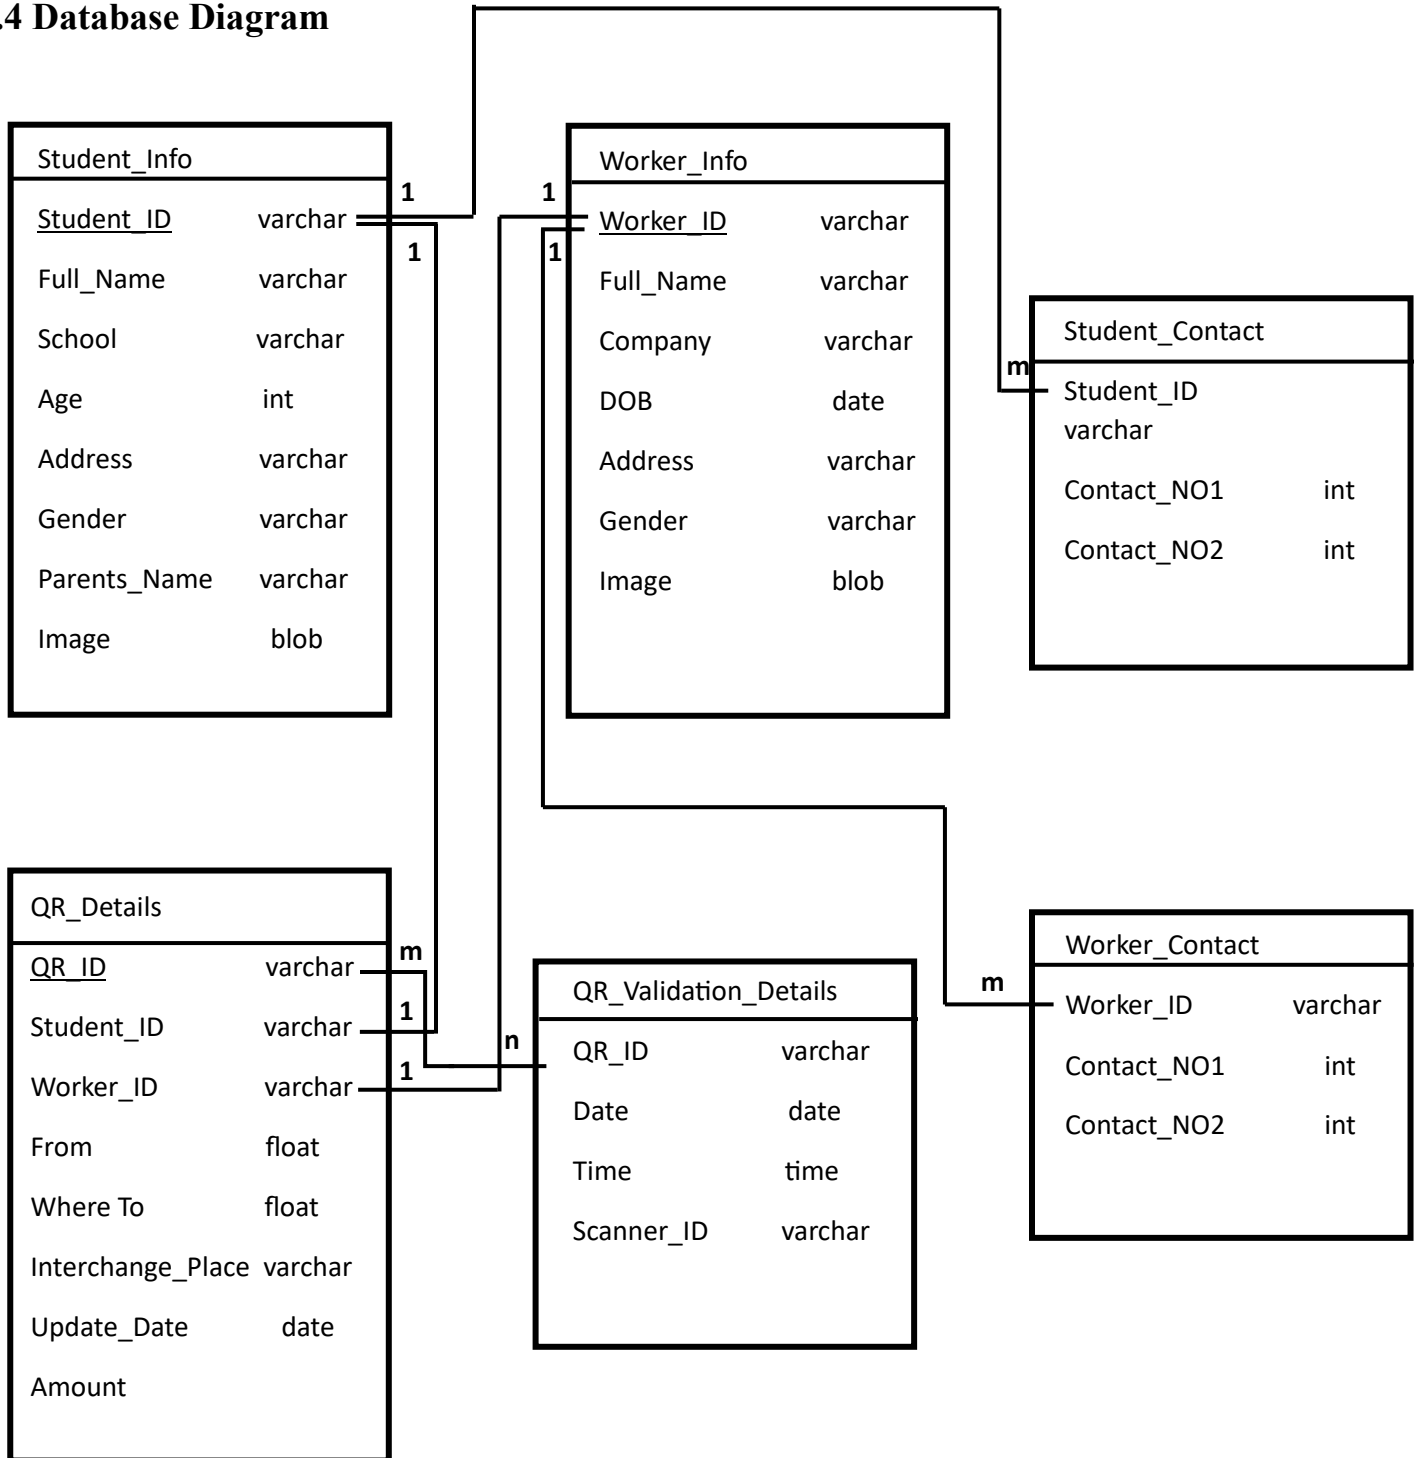 .4 Database Diagram
Student_Info
1
Student_ID varchar
1
Full_Name varchar
School varchar
Age int
Address varchar
Gender varchar
Parents_Name varchar
Image blob
Worker_Info
1
Worker_ID varchar
1
Full_Name varchar
Company varchar
DOB date
Address varchar
Gender varchar
Image blob
Student_Contact
m
Student_ID
varchar
Contact_NO1 int
Contact_NO2 int
QR_Details
m
QR_ID varchar
1
Student_ID varchar
1
Worker_ID varchar
From float
Where To float
Interchange_Place varchar
Update_Date date
Amount
QR_Validation_Details
n
QR_ID varchar
Date date
Time time
Scanner_ID varchar
Worker_Contact
m
Worker_ID varchar
Contact_NO1 int
Contact_NO2 int